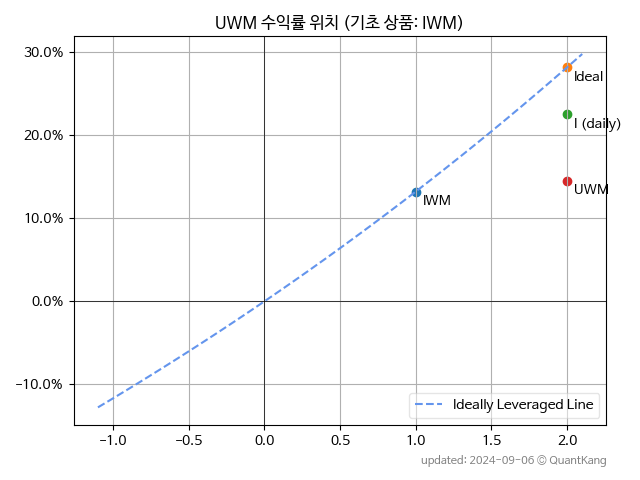 UWM 수익률 위치 (기초 상품: IWM)
30.0%
Ideal
I (daily)
20.0%
UWM
IWM
10.0%
0.0%
−10.0%
Ideally Leveraged Line
−1.0 −0.5 0.0 0.5 1.0 1.5 2.0
updated: 2024-09-06 © QuantKang